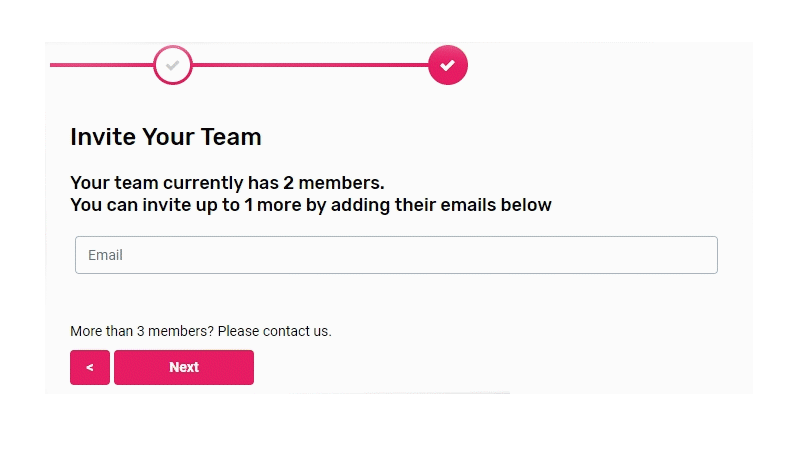 Invite Your Team
Your team currently has 2 members.
You can invite up to 1 more by adding their emails below
Email
More than 3 members? Please contact us.
< Next